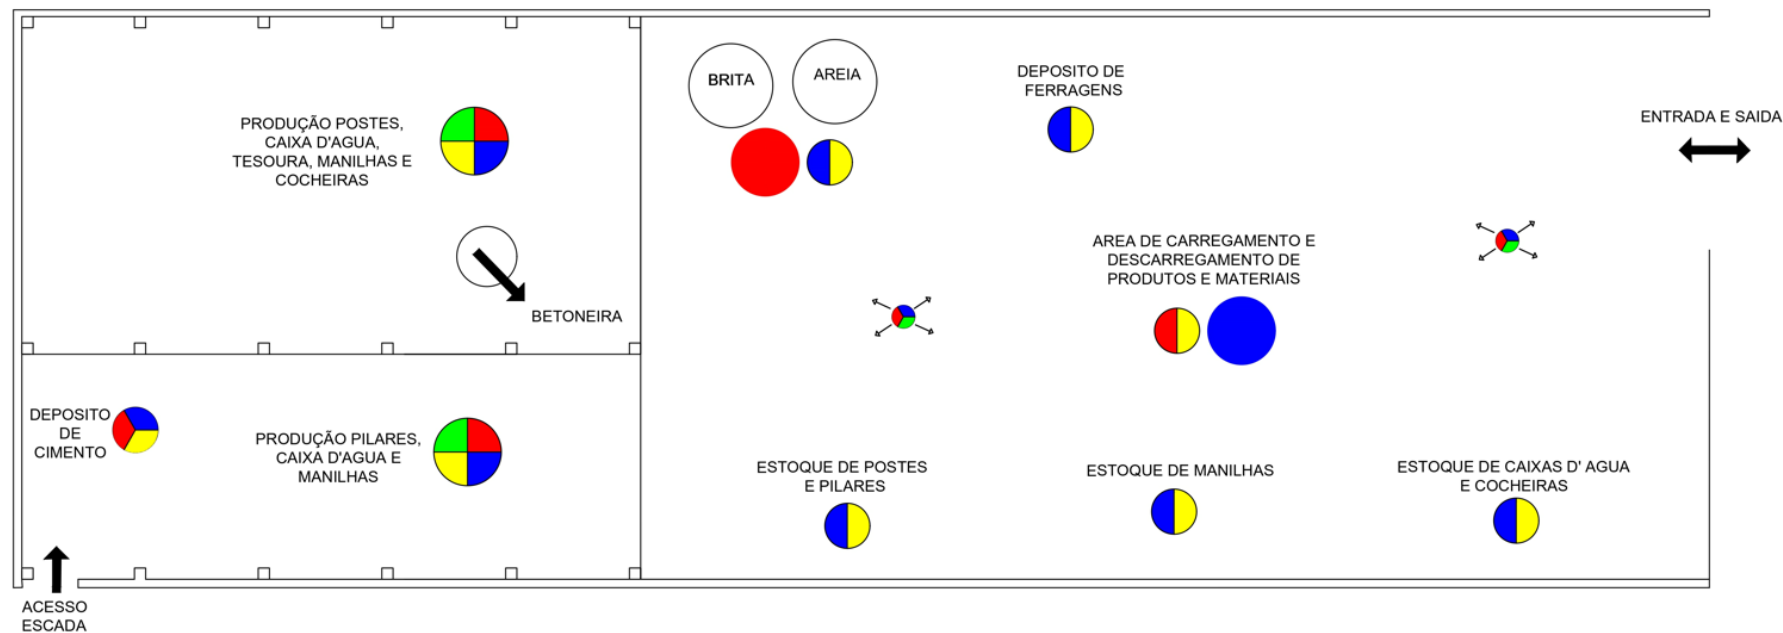 PRODUÇÃO POSTES,
CAIXA D'AGUA,
TESOURA, MANILHAS E
COCHEIRAS
BETONEIRA
BRITA
AREIA
DEPOSITO DE
FERRAGENS
ENTRADA E SAIDA
AREA DE CARREGAMENTO E
DESCARREGAMENTO DE
PRODUTOS E MATERIAIS
DEPOSITO
DE
CIMENTO
PRODUÇÃO PILARES,
CAIXA D'AGUA E
MANILHAS
ESTOQUE DE POSTES
E PILARES
ESTOQUE DE MANILHAS
ESTOQUE DE CAIXAS D' AGUA
E COCHEIRAS
ACESSO
ESCADA